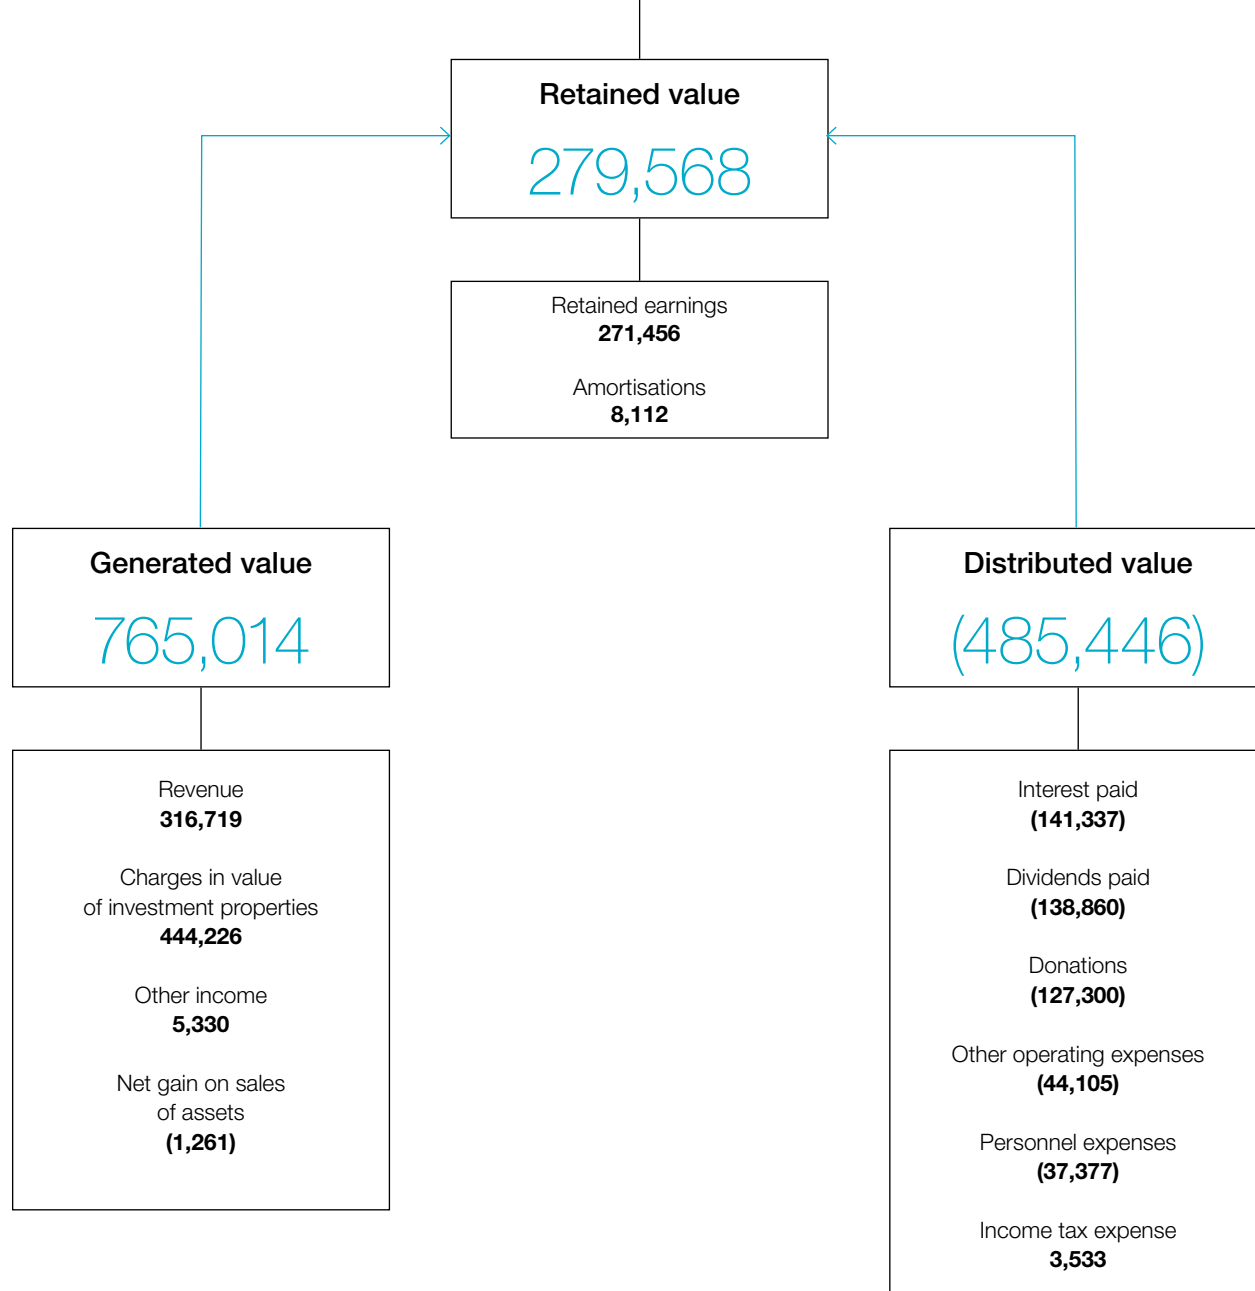 Retained value
279,568
Retained earnings
271,456
Amortisations
8,112
Generated value
765,014
Revenue
316,719
Charges in value
of investment properties
444,226
Other income
5,330
Net gain on sales
of assets
(1,261)
Distributed value
(485,446)
Interest paid
(141,337)
Dividends paid
(138,860)
Donations
(127,300)
Other operating expenses
(44,105)
Personnel expenses
(37,377)
Income tax expense
3,533